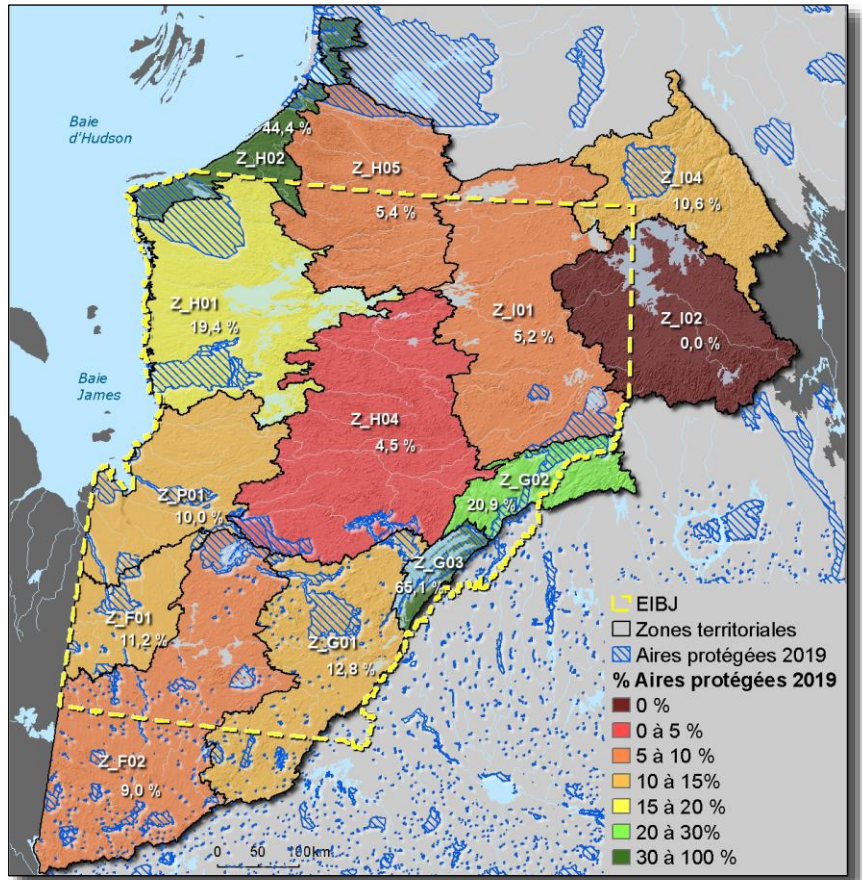 Baie
d'Hudson
44,4 %
Z_H02
Z_H05
5,4 %
Z_I04
10,6 %
Z_H01
19,4 %
Z_I01
5,2 %
Z_I02
0,0 %
Baie
James
Z_H04
4,5 %
Z_P01
10,0 %
Z_G02
20,9 %
Z_G03
65,1 %
Z_F01
11,2 %
Z_G01
12,8 %
Z_F02
9,0 %
EIBJ
Zones territoriales
Aires protégées 2019
% Aires protégées 2019
0 %
0 à 5 %
5 à 10 %
10 à 15%
15 à 20 %
20 à 30%
30 à 100 %
0 50 100km